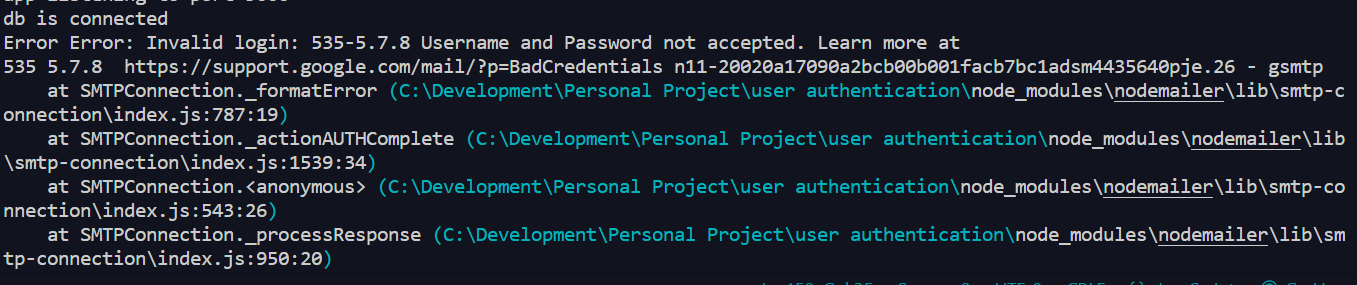 db is connected
Error Error: Invalid login: 535-5.7.8 Username and Password not accepted. Learn more at
535 5.7.8  https://support.google.com/mail/?p=BadCredentials n11-20020a17090a2bcb00b001facb7bc1adsm4435640pje.26 - gsmtp
    at SMTPConnection._formatError (C:\Development\Personal Project\user authentication\node_modules\nodemailer\lib\smtp-c
onnection\index.js:787:19)
    at SMTPConnection._actionAUTHComplete (C:\Development\Personal Project\user authentication\node_modules\nodemailer\lib
\smtp-connection\index.js:1539:34)
    at SMTPConnection.<anonymous> (C:\Development\Personal Project\user authentication\node_modules\nodemailer\lib\smtp-co
nnection\index.js:543:26)
    at SMTPConnection._processResponse (C:\Development\Personal Project\user authentication\node_modules\nodemailer\lib\sm
tp-connection\index.js:950:20)